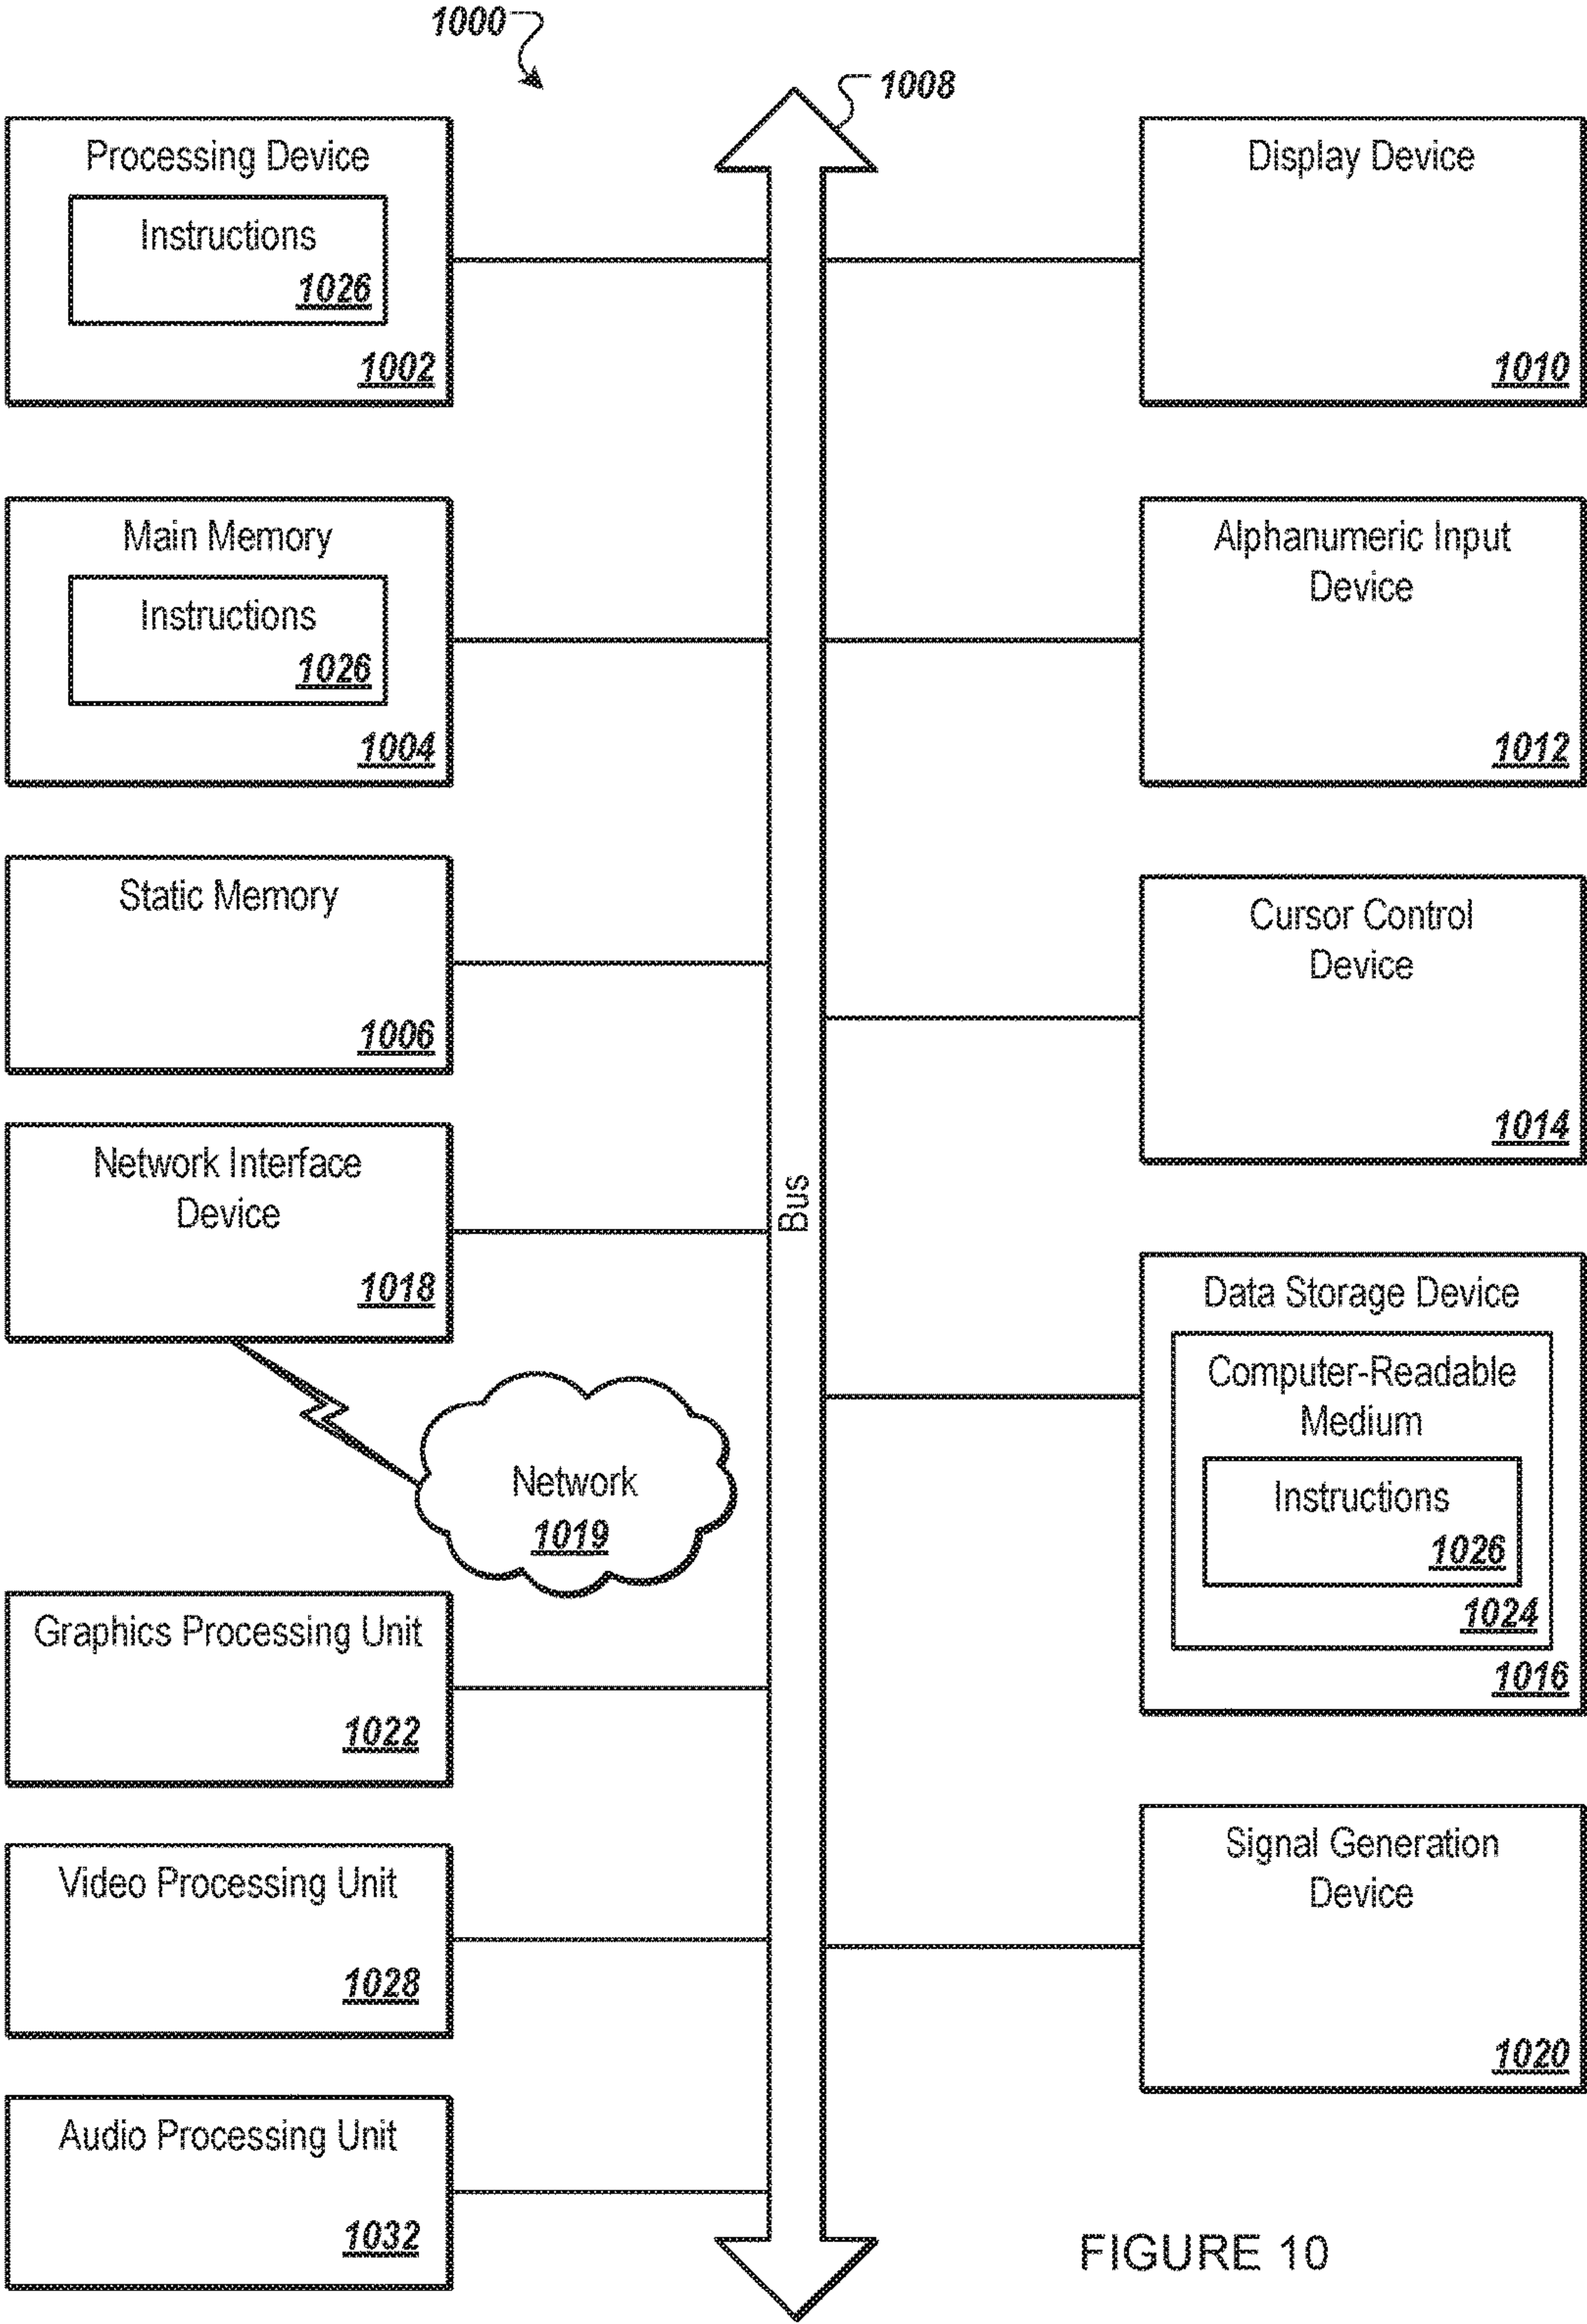 1000
1008
Processing Device
Instructions
1026
1002
Main Memory
Instructions
1026
1004
Static Memory
1006
Network Interface
Device
1018
Network
1019
Graphics Processing Unit
1022
Video Processing Unit
1028
Audio Processing Unit
1032
Bus
Display Device
1010
Alphanumeric Input
Device
1012
Cursor Control
Device
1014
Data Storage Device
Computer-Readable
Medium
Instructions
1026
1024
1016
Signal Generation
Device
1020
FIGURE 10